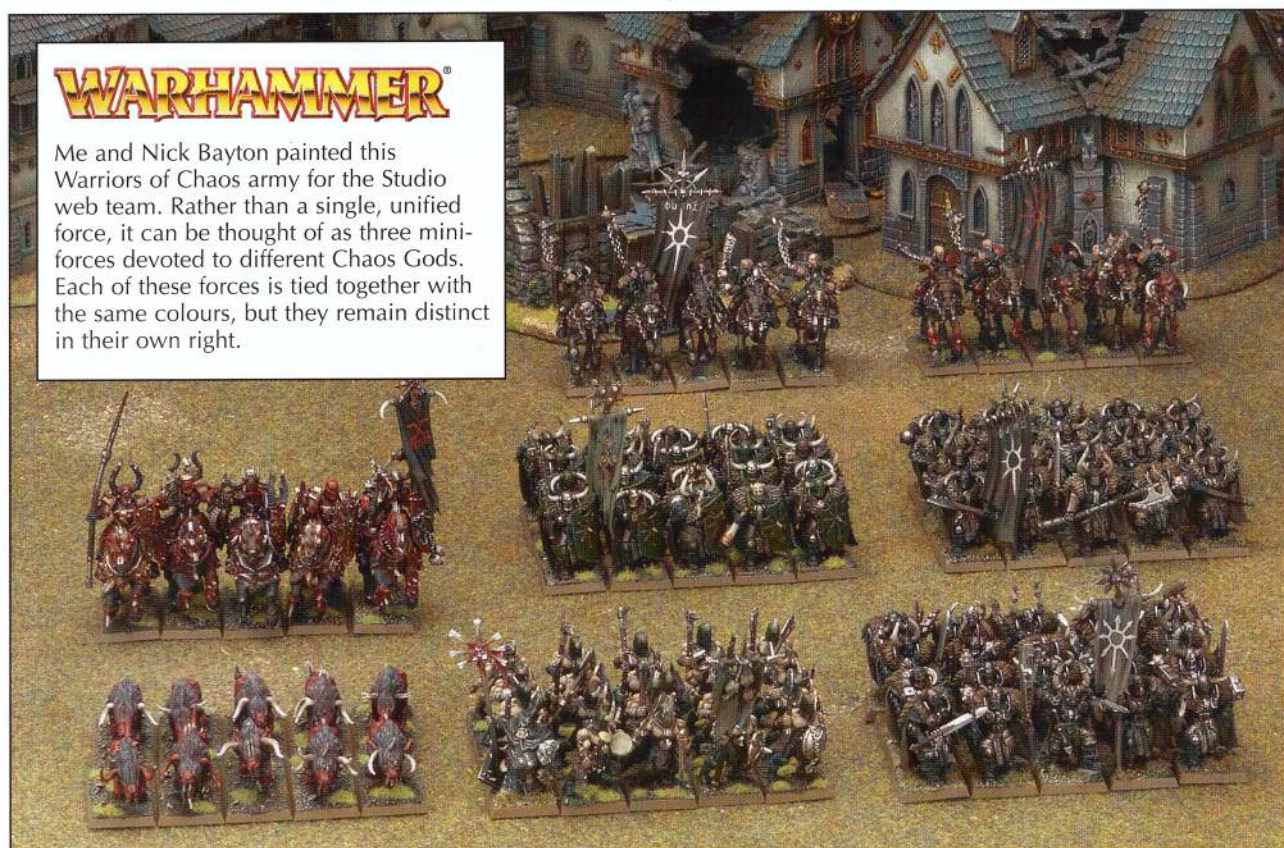 WARHAMMER®
Me and Nick Bayton painted this
Warriors of Chaos army for the Studio
web team. Rather than a single, unified
force, it can be thought of as three mini-
forces devoted to different Chaos Gods.
Each of these forces is tied together with
the same colours, but they remain distinct
in their own right.